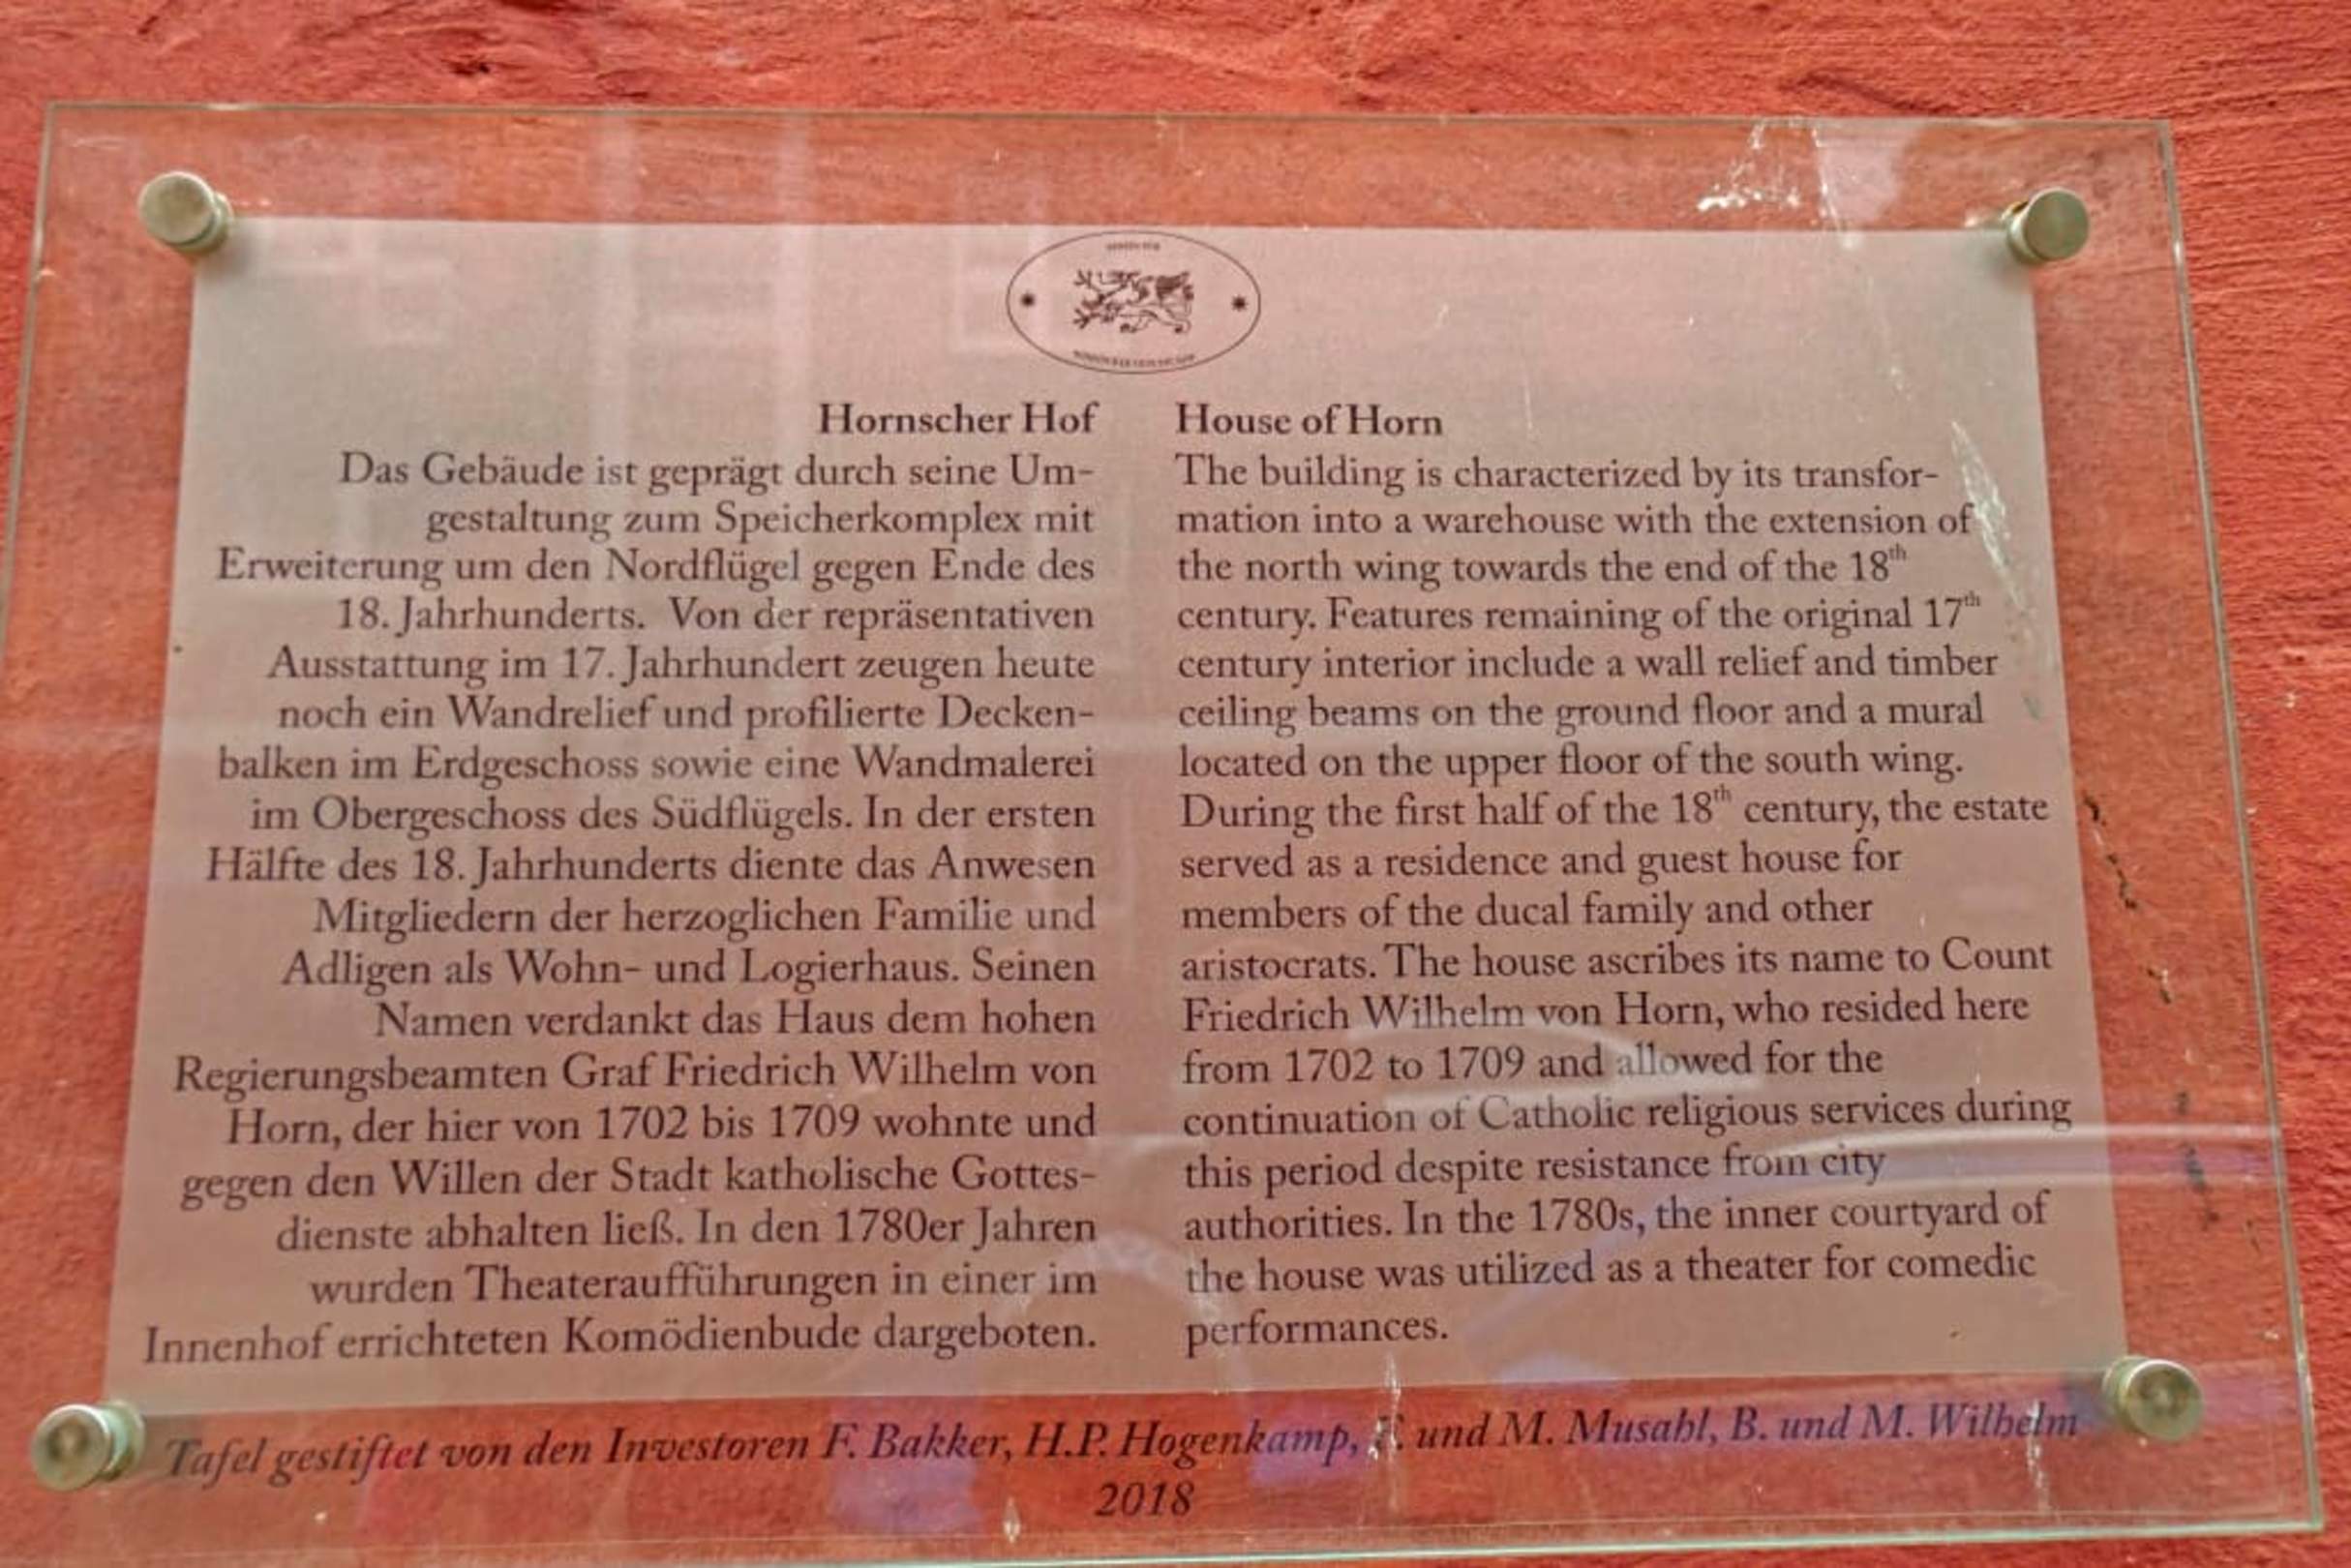 Hornscher Hof
Das Gebäude ist geprägt durch seine Um-
gestaltung zum Speicherkomplex mit
Erweiterung um den Nordflügel gegen Ende des
18. Jahrhunderts. Von der repräsentativen
Ausstattung im 17. Jahrhundert zeugen heute
noch ein Wandrelief und profilierte Decken-
balken im Erdgeschoss sowie eine Wandmalerei
im Obergeschoss des Südflügels. In der ersten
Hälfte des 18. Jahrhunderts diente das Anwesen
Mitgliedern der herzoglichen Familie und
Adligen als Wohn- und Logierhaus. Seinen
Namen verdankt das Haus dem hohen
Regierungsbeamten Graf Friedrich Wilhelm von
Horn, der hier von 1702 bis 1709 wohnte und
gegen den Willen der Stadt katholische Gottes-
dienste abhalten ließ. In den 1780er Jahren
wurden Theateraufführungen in einer im
Innenhof errichteten Komödienbude dargeboten.
House of Horn
The building is characterized by its transfor-
mation into a warehouse with the extension of
the north wing towards the end of the 18th
century. Features remaining of the original 17th
century interior include a wall relief and timber
ceiling beams on the ground floor and a mural
located on the upper floor of the south wing.
During the first half of the 18th century, the estate
served as a residence and guest house for
members of the ducal family and other
aristocrats. The house ascribes its name to Count
Friedrich Wilhelm von Horn, who resided here
from 1702 to 1709 and allowed for the
continuation of Catholic religious services during
this period despite resistance from city
authorities. In the 1780s, the inner courtyard of
the house was utilized as a theater for comedic
performances.
Tafel gestiftet von den Investoren F. Bakker, H.P. Hogenkamp, und M. Musahl, B. und M. Wilhelm
2018